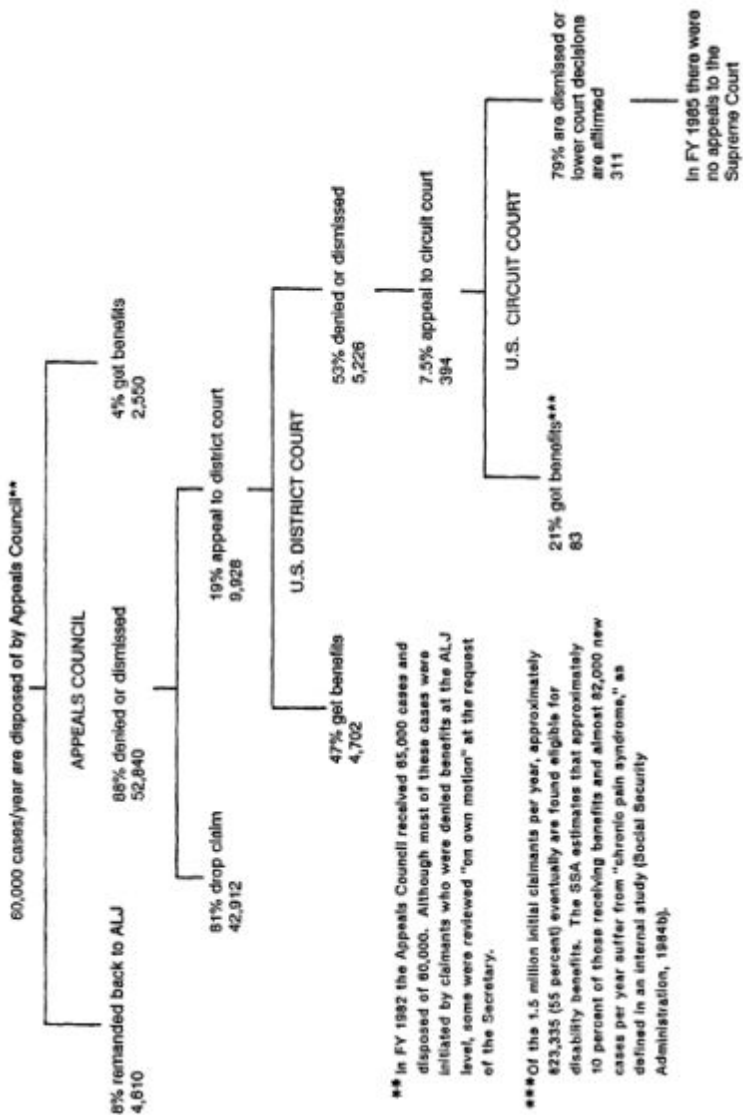 60,000 cases/year are disposed of by Appeals Council**
APPEALS COUNCIL
8% remanded back to ALJ
4,610
88% denied or dismissed
52,840
4% got benefits
2,550
81% drop claim
42,912
19% appeal to district court
9,928
U.S. DISTRICT COURT
47% get benefits
4,702
53% denied or dismissed
5,226
7.5% appeal to circuit court
394
U.S. CIRCUIT COURT
21% got benefits***
83
79% are dismissed or
lower court decisions
are affirmed
311
In FY 1985 there were
no appeals to the
Supreme Court
** In FY 1982 the Appeals Council received 65,000 cases and
disposed of 60,000. Although most of these cases were
initiated by claimants who were denied benefits at the ALJ
level, some were reviewed "on own motion" at the request
of the Secretary.
***Of the 1.5 million initial claimants per year, approximately
823,335 (55 percent) eventually are found eligible for
disability benefits. The SSA estimates that approximately
10 percent of those receiving benefits and almost 82,000 new
cases per year suffer from "chronic pain syndrome," as
defined in an internal study (Social Security
Administration, 1984b).